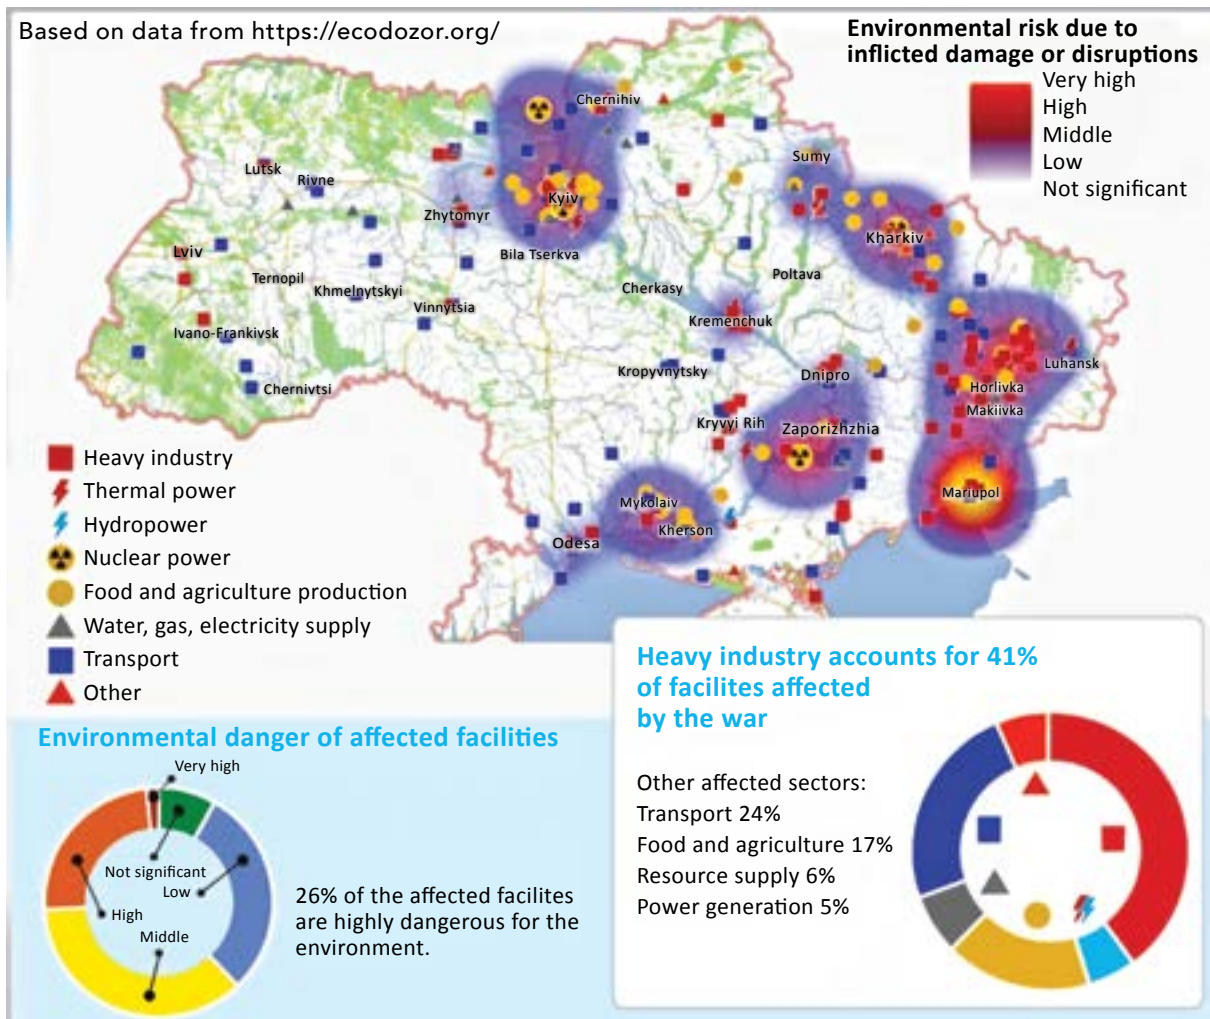 Based on data from https://ecodozor.org/
Environmental risk due to
inflicted damage or disruptions
Very high
High
Middle
Low
Not significant
Chernihiv
Sumy
Lutsk
Rivne
Kyiv
Zhytomyr
Kharkiv
Lviv
Bila Tserkva
Ternopil
Khmelnytskyi
Cherkasy
Poltava
Vinnytsia
Kremenchuk
Ivano-Frankivsk
Luhansk
Kropyvnytsky
Dnipro
Chernivtsi
Horlivka
Makiivka
Kryvyi Rih
Zaporizhzhia
Mariupol
Mykolaiv
Kherson
Odesa
Heavy industry
Thermal power
Hydropower
Nuclear power
Food and agriculture production
Water, gas, electricity supply
Transport
Other
Environmental danger of affected facilities
Very high
Not significant
Low
High
Middle
26% of the affected facilites
are highly dangerous for the
environment.
Heavy industry accounts for 41%
of facilites affected
by the war
Other affected sectors:
Transport 24%
Food and agriculture 17%
Resource supply 6%
Power generation 5%